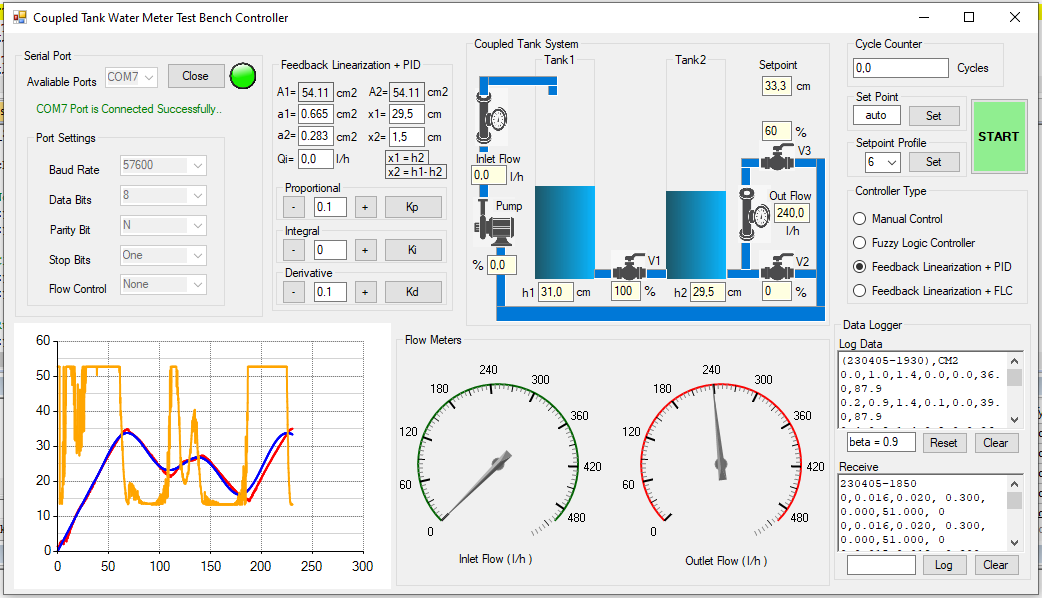 Coupled Tank Water Meter Test Bench Controller
Serial Port
Avaliable Ports COM7 Close
COM7 Port is Connected Successfully..
Port Settings
Baud Rate 57600
Data Bits 8
Parity Bit N
Stop Bits One
Flow Control None
Feedback Linearization + PID
A1= 54.11 cm2 A2= 54.11 cm2
a1= 0.665 cm2 x1= 29,5 cm
a2= 0.283 cm2 x2= 1,5 cm
Qi= 0,0 l/h x1 = h2
x2 = h1- h2
Proportional
- 0.1 + Kp
Integral
- 0 + Ki
Derivative
- 0.1 + Kd
Coupled Tank System
Tank1
Tank2
Setpoint
33,3 cm
60 %
V3
Inlet Flow
0,0 l/h
Out Flow
240,0
l/h
Pump
% 0,0
V1
V2
h1 31,0 cm
100 %
h2 29,5 cm
0 %
Cycle Counter
0,0 Cycles
Set Point
auto Set
Setpoint Profile
6 Set
START
Controller Type
Manual Control
Fuzzy Logic Controller
Feedback Linearization + PID
Feedback Linearization + FLC
60
50
40
30
20
10
0
0 50 100 150 200 250 300
Flow Meters
0 60 120 180 240 300 360 420 480
Inlet Flow ( l/h )
0 60 120 180 240 300 360 420 480
Outlet Flow ( l/h )
Data Logger
Log Data
(230405-1930),CM2
0.0,1.0,1.4,0.0,0.0,36.
0,87.9
0.2,0.9,1.4,0.1,0.0,39.
0,87.9
beta = 0.9 Reset Clear
Receive
230405-1850
0,0.016,0.020, 0.300,
0.000,51.000, 0
0,0.016,0.020, 0.300,
0.000,51.000, 0
Log Clear